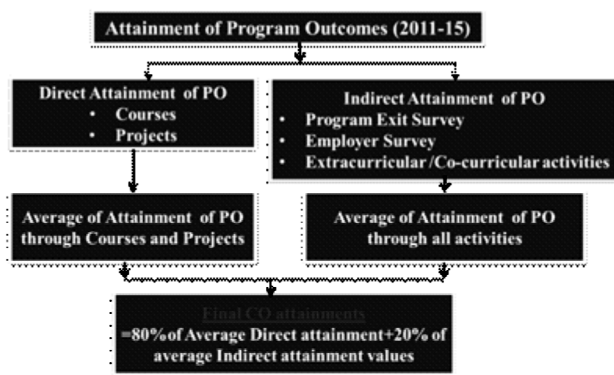 Attainment of Program Outcomes (2011-15)
Direct Attainment of PO
• Courses
• Projects
Indirect Attainment of PO
• Program Exit Survey
• Employer Survey
• Extracurricular /Co-curricular activities
Average of Attainment of PO
through Courses and Projects
Average of Attainment of PO
through all activities
Final CO attainments
=80% of Average Direct attainment+20% of
average Indirect attainment values